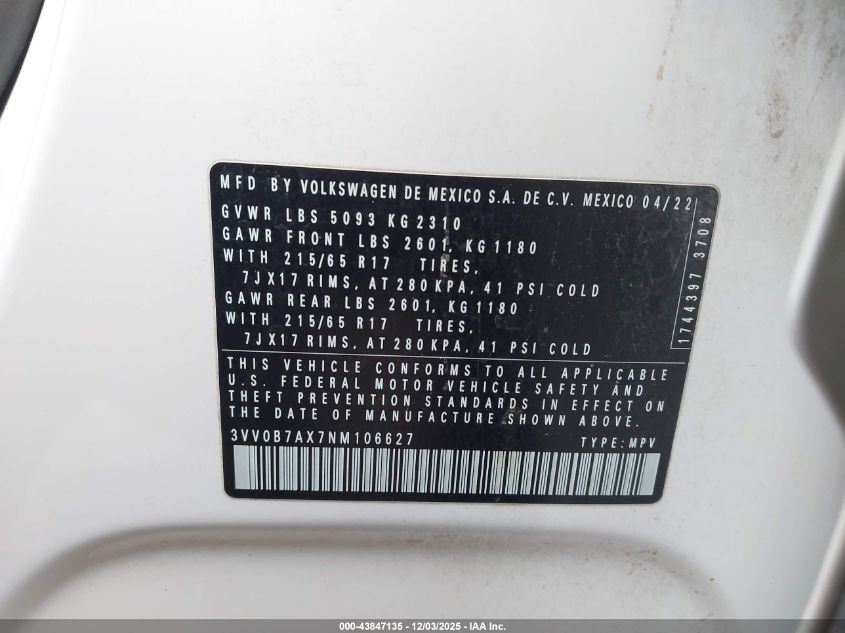 MFD BY VOLKSWAGEN DE MEXICO S.A. DE C.V. MEXICO 04/22
GVWR LBS 5093 KG 2310
GAWR FRONT LBS 2601, KG 1180
WITH 215/65 R17 TIRES,
7JX17 RIMS, AT 280 KPA, 41 PSI COLD
GAWR REAR LBS 2601, KG 1180
WITH 215/65 R17 TIRES,
7JX17 RIMS, AT 280 KPA, 41 PSI COLD
1744397 3708
THIS VEHICLE CONFORMS TO ALL APPLICABLE
U.S. FEDERAL MOTOR VEHICLE SAFETY AND
THEFT PREVENTION STANDARDS IN EFFECT ON
THE DATE OF MANUFACTURE SHOWN ABOVE.
3VV0B7AX7NM106627 TYPE: MPV
000-43847135 - 12/03/2025 - IAA Inc.